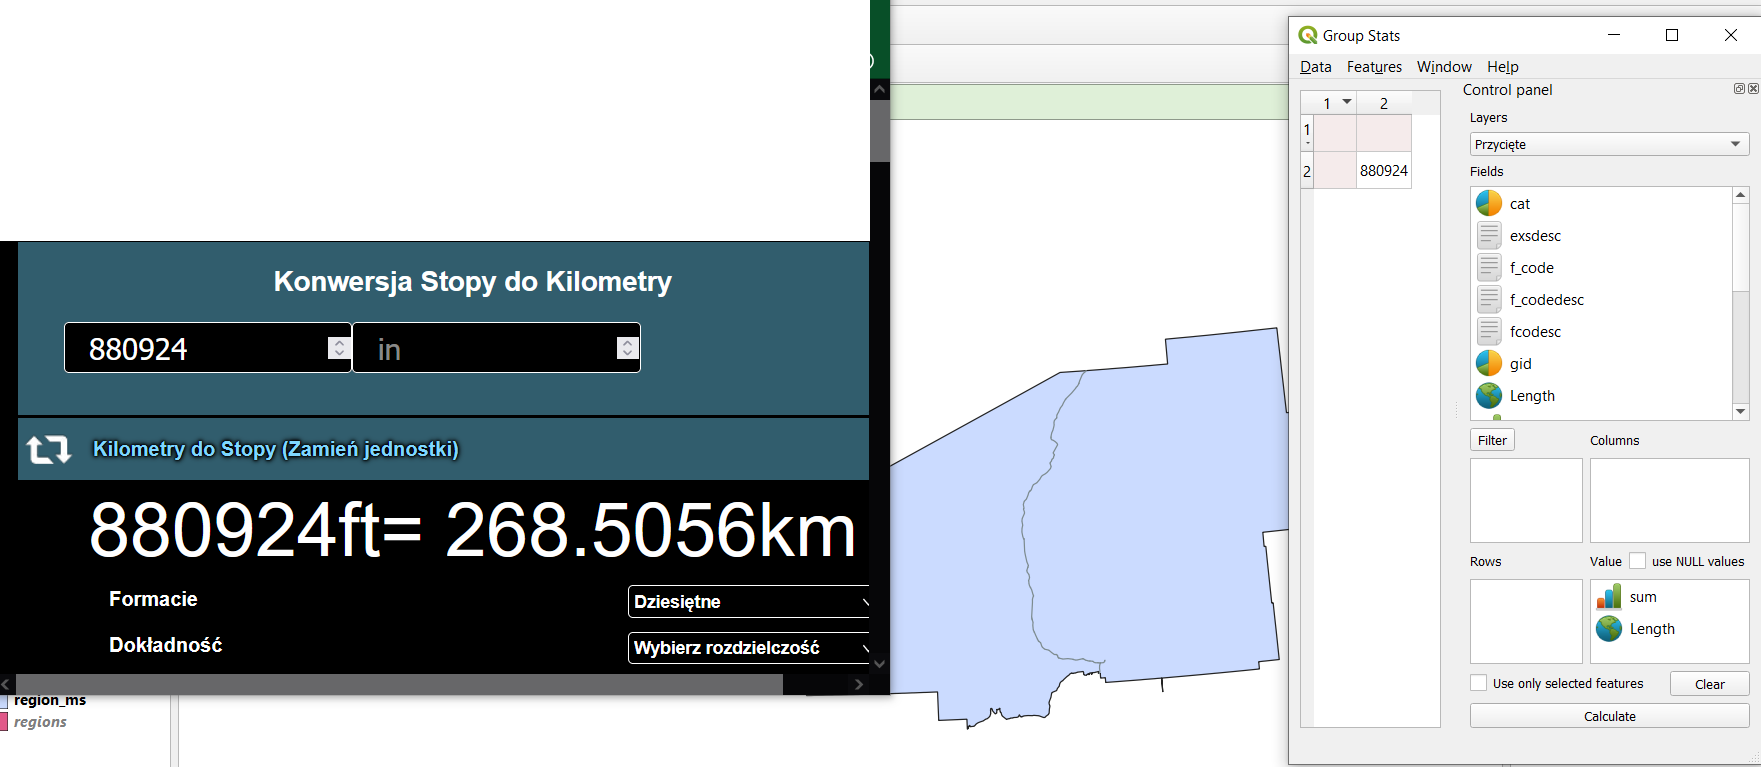 Konwersja Stopy do Kilometry
880924
in
Kilometry do Stopy (Zamień jednostki)
880924ft= 268.5056km
Formacie
Dziesiętne
Dokładność
Wybierz rozdzielczość
region_ms
regions
Group Stats
Data Features Window Help
1 2
1
2 880924
Control panel
Layers
Przycięte
Fields
cat
exsdesc
f_code
f_codedesc
fcodesc
gid
Length
Filter
Columns
Rows
Value use NULL values
sum
Length
Use only selected features
Clear
Calculate